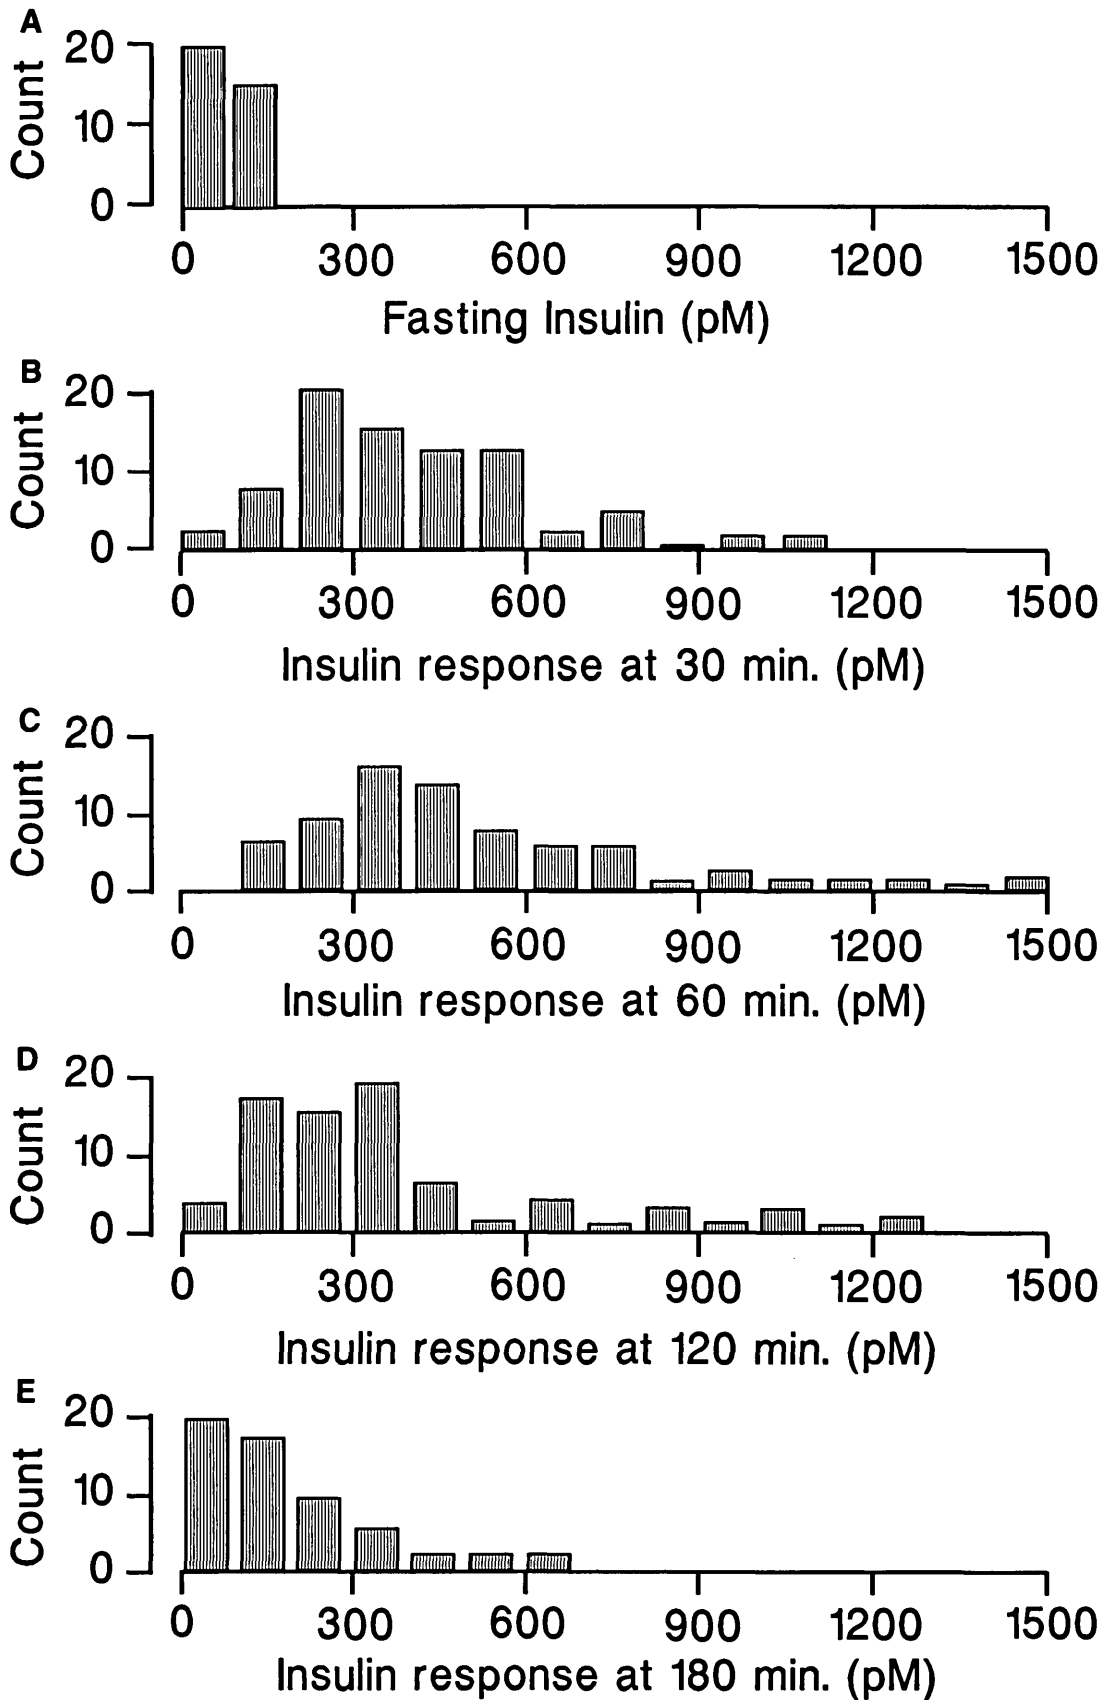 A
20
10
0
Count
0 300 600 900 1200 1500
Fasting Insulin (pM)
B
20
10
0
Count
0 300 600 900 1200 1500
Insulin response at 30 min. (pM)
C
20
10
0
Count
0 300 600 900 1200 1500
Insulin response at 60 min. (pM)
D
20
10
0
Count
0 300 600 900 1200 1500
Insulin response at 120 min. (pM)
E
20
10
0
Count
0 300 600 900 1200 1500
Insulin response at 180 min. (pM)